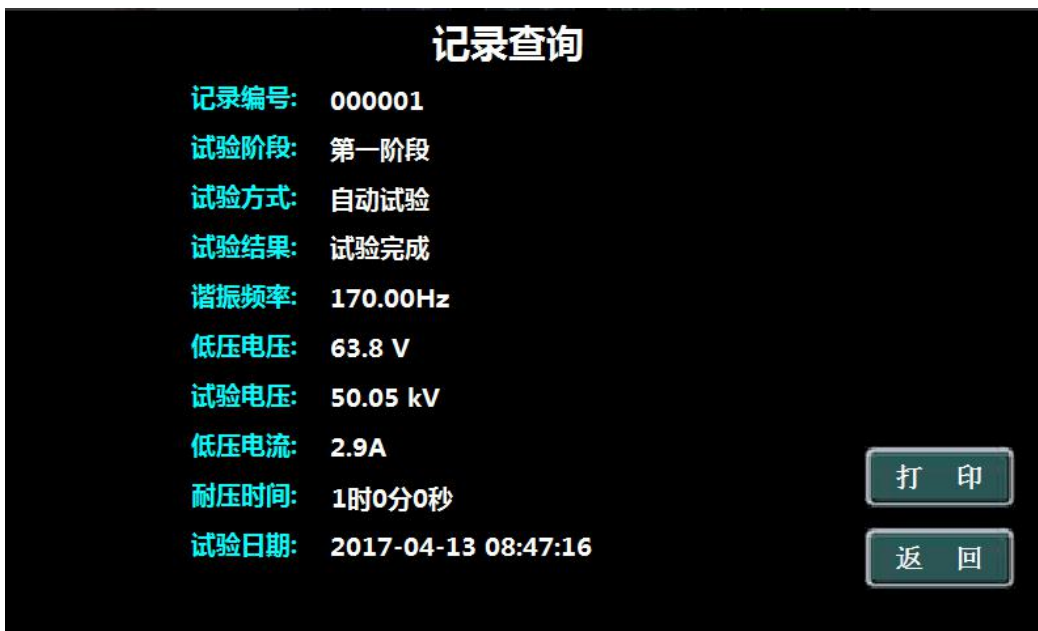 记录查询
记录编号: 000001
试验阶段: 第一阶段
试验方式: 自动试验
试验结果: 试验完成
谐振频率: 170.00Hz
低压电压: 63.8 V
试验电压: 50.05 kV
低压电流: 2.9A
耐压时间: 1时0分0秒
试验日期: 2017-04-13 08:47:16
打 印
返 回